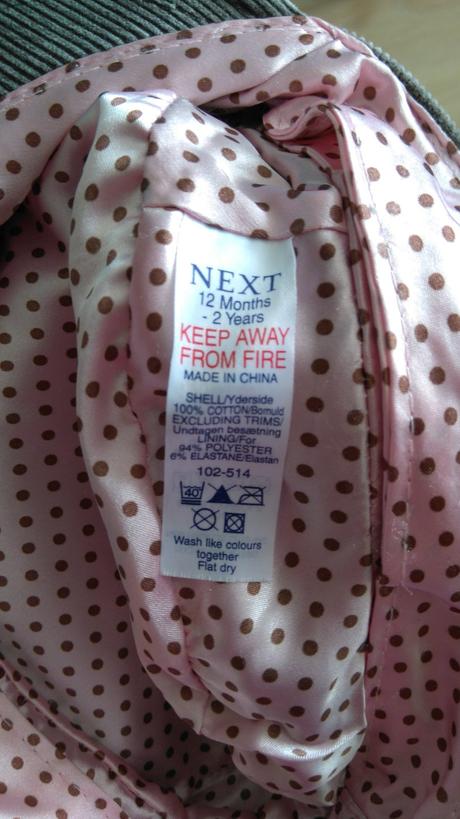 NEXT
12 Months
- 2 Years
KEEP AWAY
FROM FIRE
MADE IN CHINA
SHELL/Yderside
100% COTTON/Bomuld
EXCLUDING TRIMS/
Undtagen besætning
LINING/For
94% POLYESTER
6% ELASTANE/Elastan
102-514
40°
Wash like colours
together
Flat dry